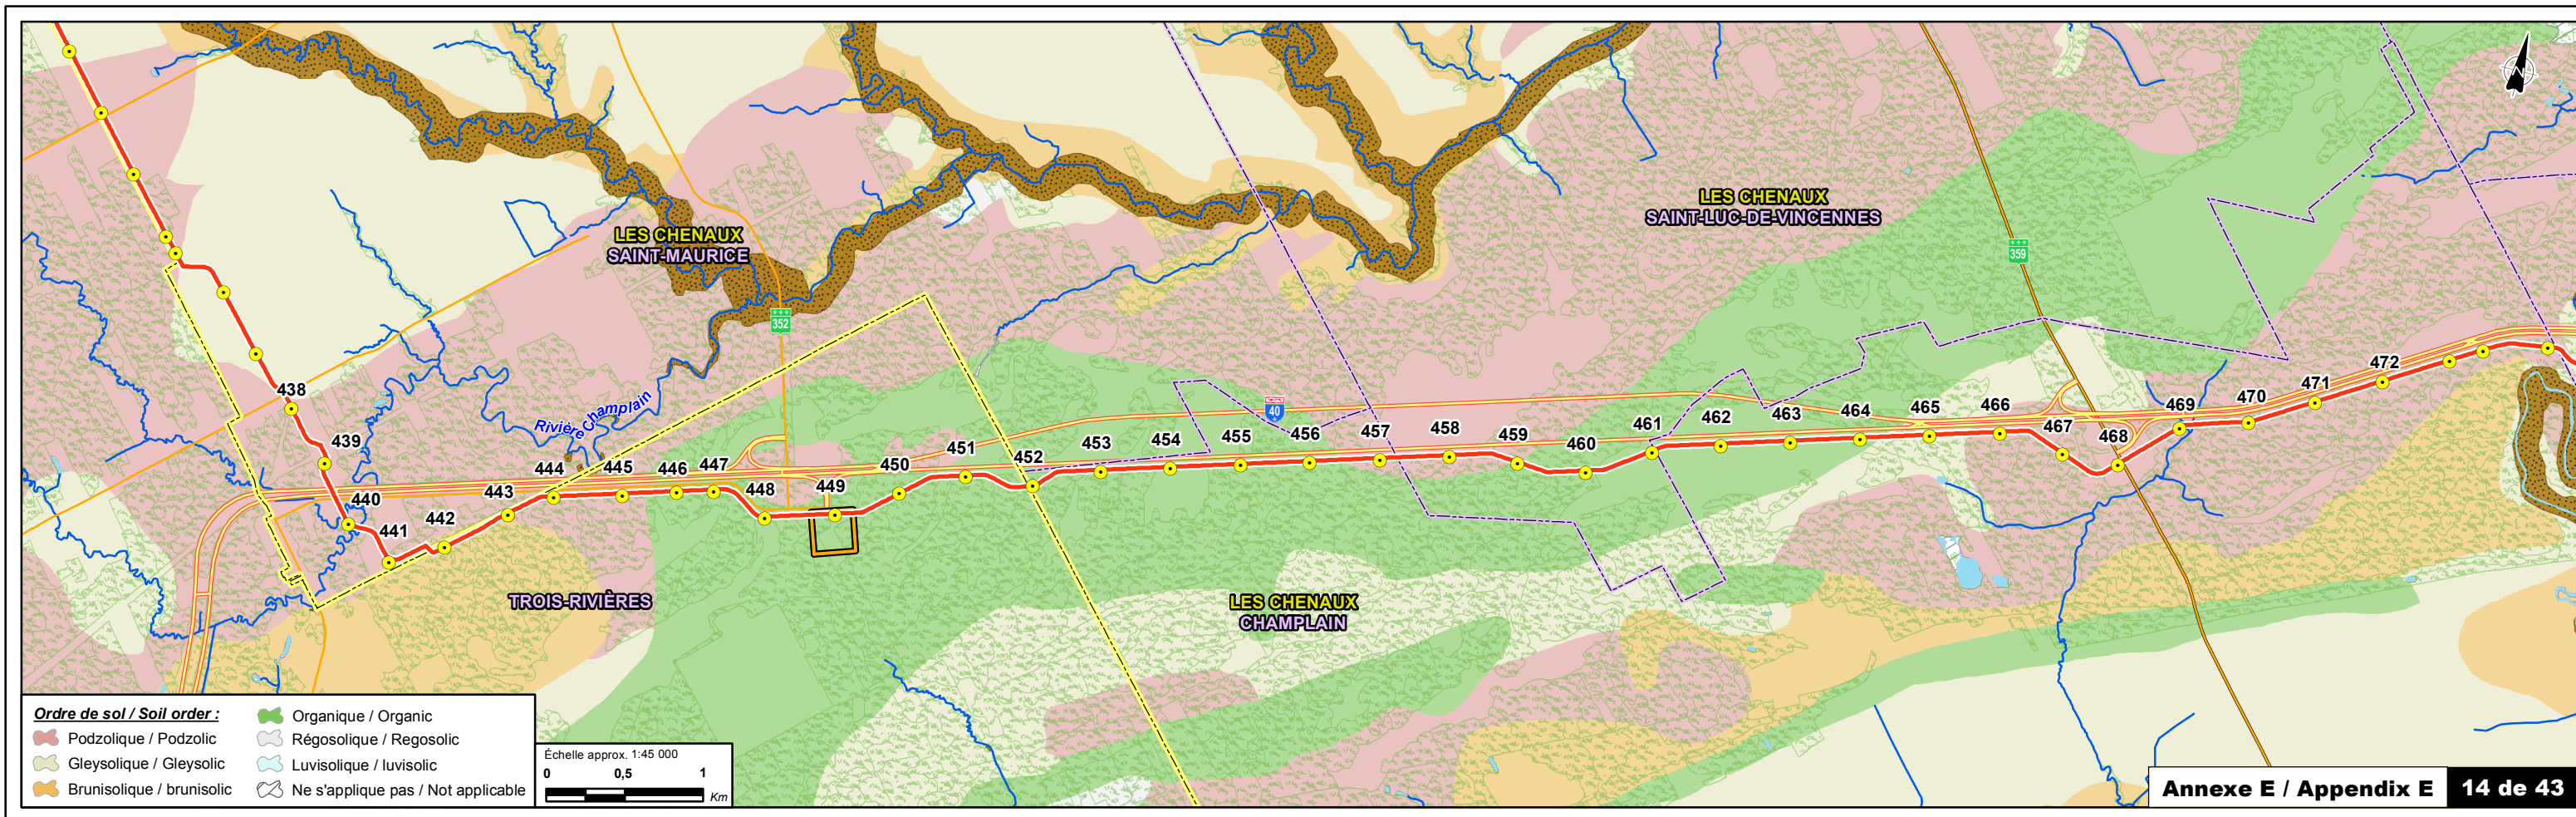 LES CHENAUX
SAINT-MAURICE
LES CHENAUX
SAINT-LUC-DE-VINCENNES
352
359
40
Rivière Champlain
438
439
440
441
442
443
444
445
446
447
448
449
450
451
452
453
454
455
456
457
458
459
460
461
462
463
464
465
466
467
468
469
470
471
472
TROIS-RIVIÈRES
LES CHENAUX
CHAMPLAIN
Ordre de sol / Soil order :
Podzolique / Podzolic
Gleysolique / Gleysolic
Brunisolique / brunisolic
Organique / Organic
Régosolique / Regosolic
Luvisolique / luvisolic
Ne s'applique pas / Not applicable
Échelle approx. 1:45 000
0 0,5 1
Km
Annexe E / Appendix E 14 de 43